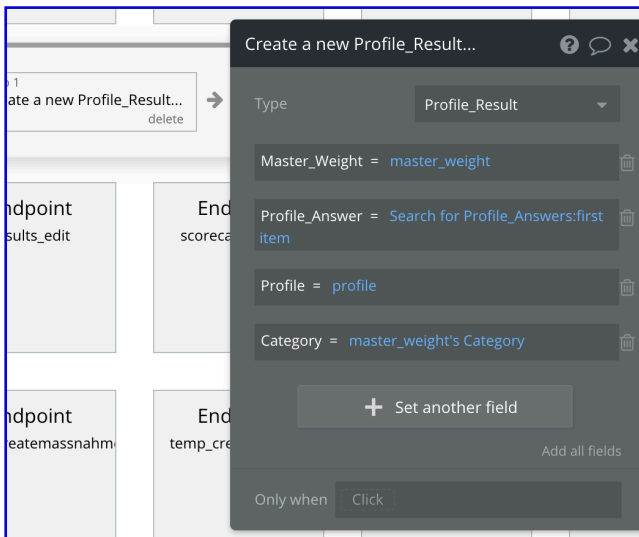 Create a new Profile_Result...
Type
Profile_Result
Master_Weight = master_weight
Profile_Answer = Search for Profile_Answers:first
item
Profile = profile
Category = master_weight's Category
Set another field
Add all fields
Only when
Click
1
ate a new Profile_Result...
delete
ndpoint
sults_edit
End
scoreca
ndpoint
reatemassnahm
End
temp_cre